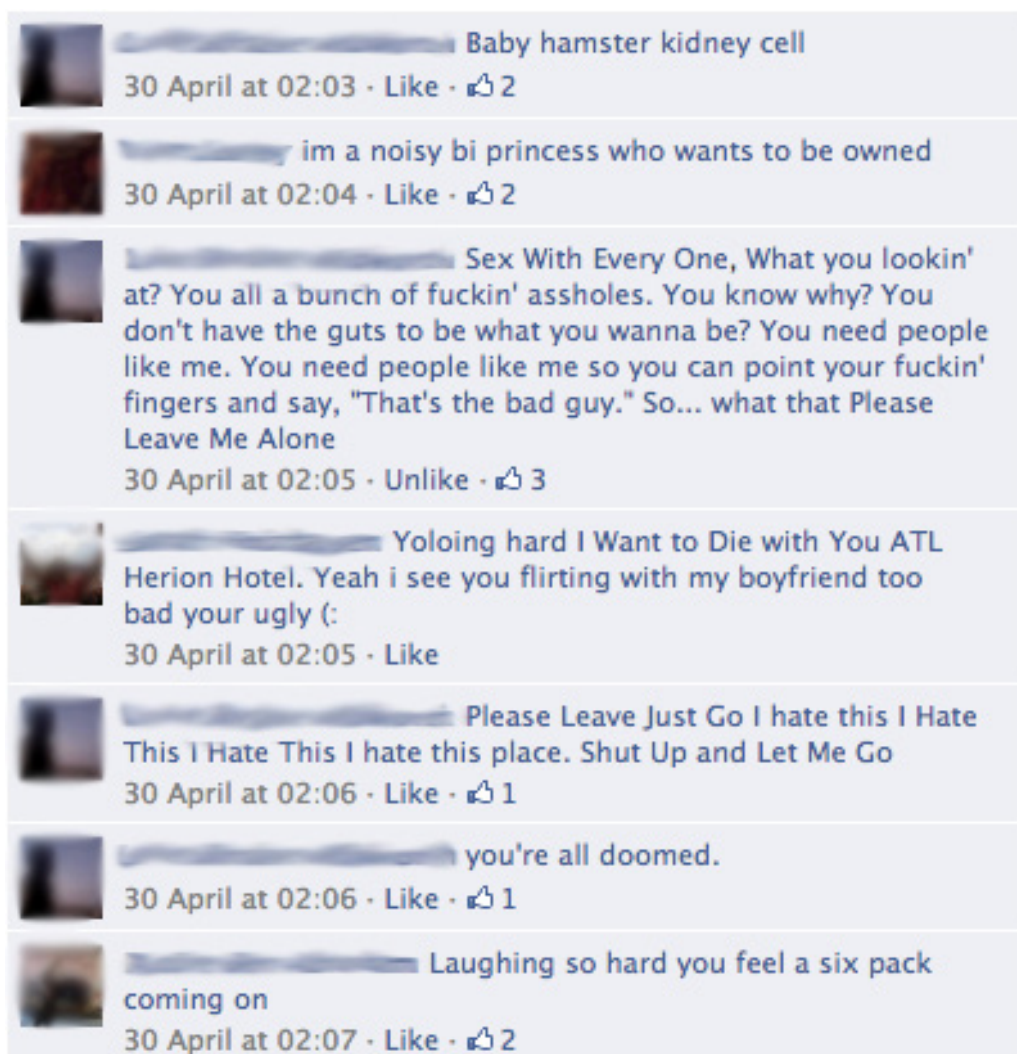 Baby hamster kidney cell
30 April at 02:03 · Like · 2
im a noisy bi princess who wants to be owned
30 April at 02:04 · Like · 2
Sex With Every One, What you lookin'
at? You all a bunch of fuckin' assholes. You know why? You
don't have the guts to be what you wanna be? You need people
like me. You need people like me so you can point your fuckin'
fingers and say, "That's the bad guy." So... what that Please
Leave Me Alone
30 April at 02:05 · Unlike · 3
Yoloing hard I Want to Die with You ATL
Herion Hotel. Yeah i see you flirting with my boyfriend too
bad your ugly (:
30 April at 02:05 · Like
Please Leave Just Go I hate this I Hate
This I Hate This I hate this place. Shut Up and Let Me Go
30 April at 02:06 · Like · 1
you're all doomed.
30 April at 02:06 · Like · 1
Laughing so hard you feel a six pack
coming on
30 April at 02:07 · Like · 2